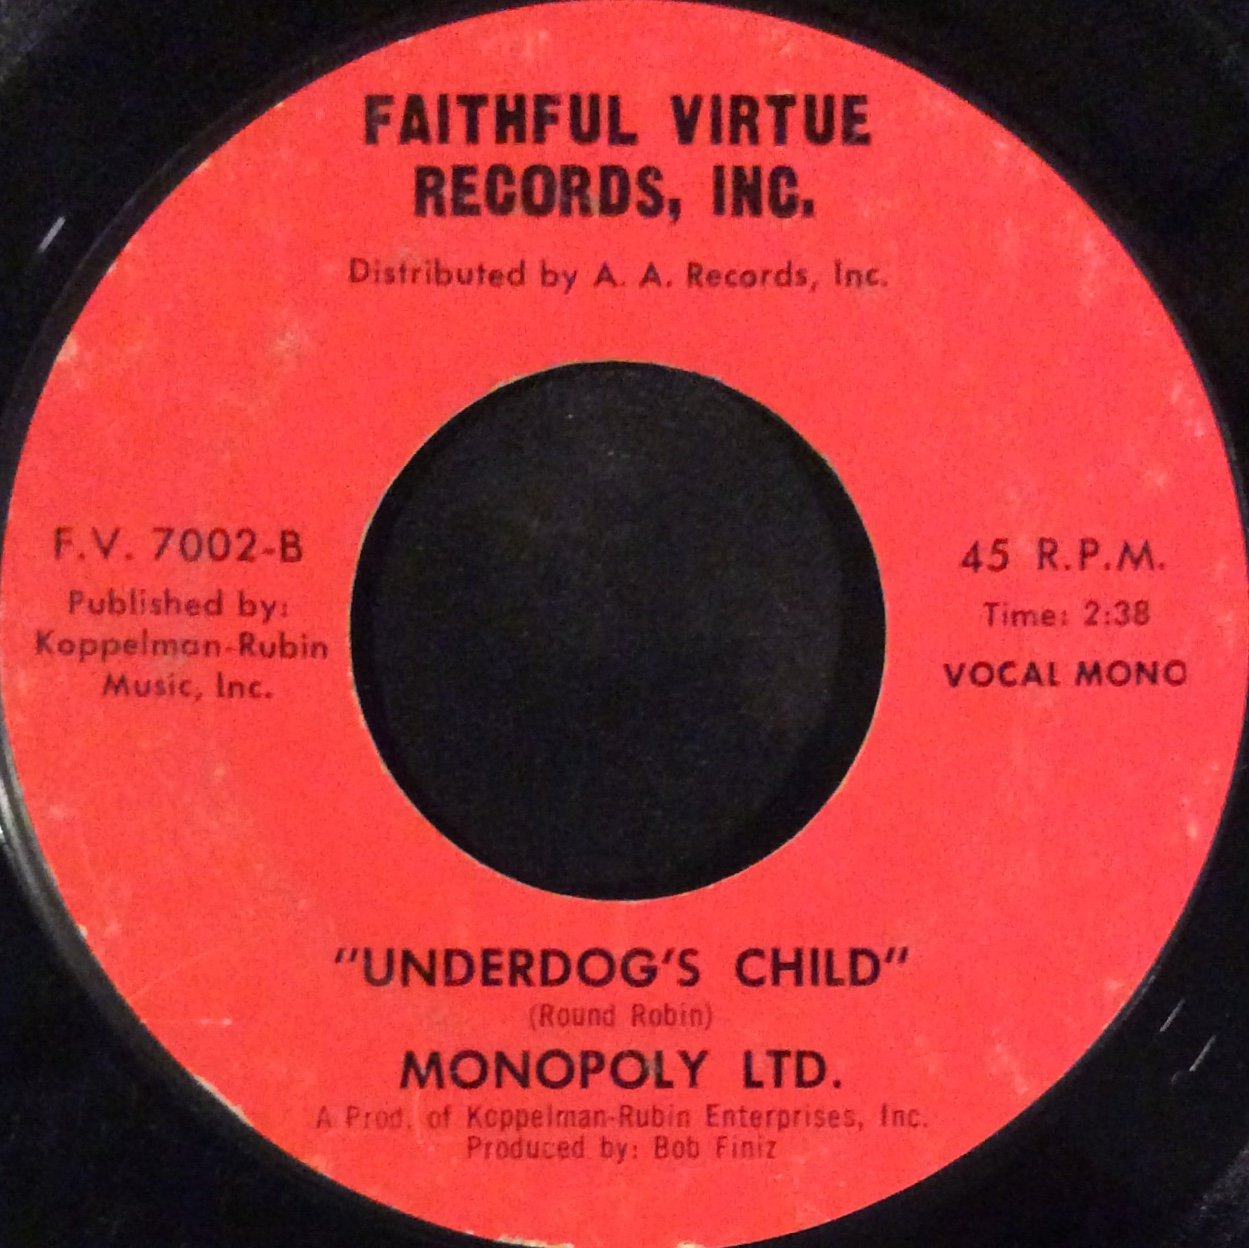 FAITHFUL VIRTUE
RECORDS, INC.
Distributed by A. A. Records, Inc.
F.V. 7002-B
Published by:
Koppelman-Rubin
Music, Inc.
45 R.P.M.
Time: 2:38
VOCAL MONO
"UNDERDOG'S CHILD"
(Round Robin)
MONOPOLY LTD.
A Prod. of Koppelman-Rubin Enterprises, Inc.
Produced by: Bob Finiz